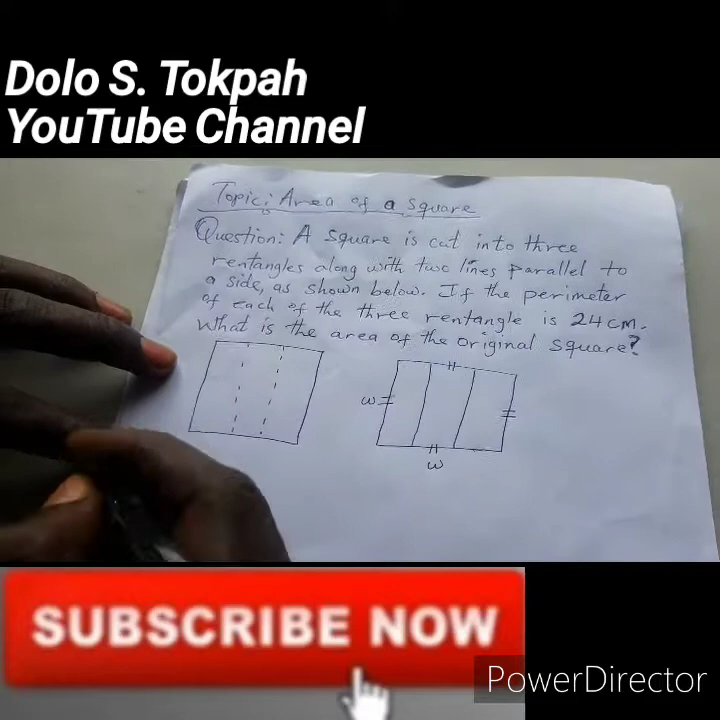 Dolo S. Tokpah
YouTube Channel
Topic: Area of a square
Question: A square is cut into three
rentangles along with two lines parallel to
a side, as shown below. If the perimeter
of each of the three rentangle is 24cm.
What is the area of the original square?
w
w
SUBSCRIBE NOW
PowerDirector